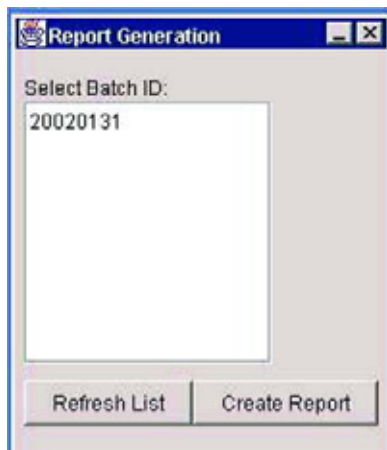 Report Generation
Select Batch ID:
20020131
Refresh List Create Report